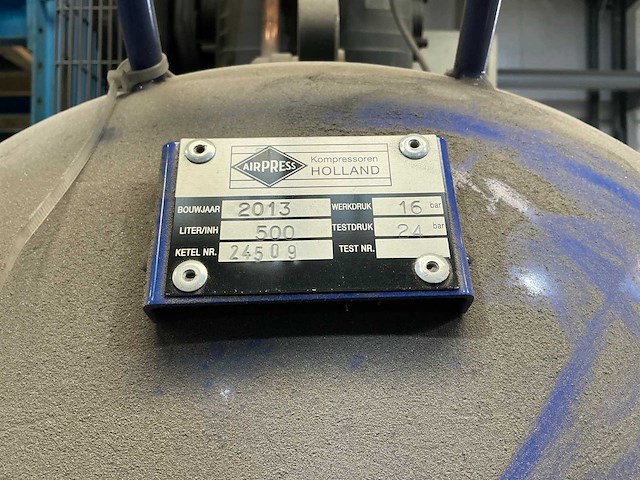 AIRPRESS Kompressoren
HOLLAND
BOUWJAAR 2013 WERKDRUK 16 bar
LITER/INH 500 TESTDRUK 24 bar
KETEL NR. 24509 TEST NR.